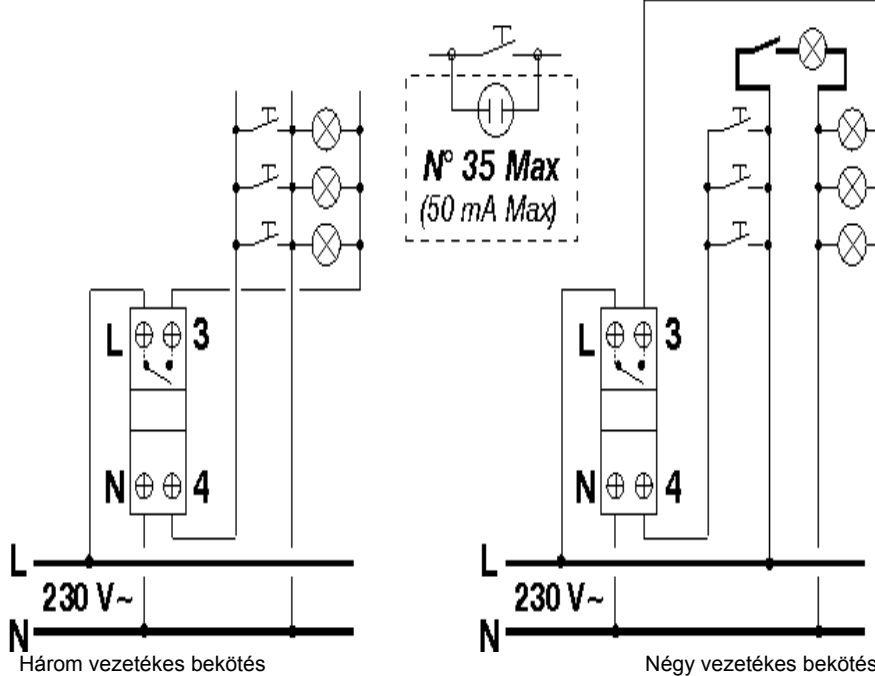 N° 35 Max
(50 mA Max)
L 3
N 4
L
230 V~
N
Három vezetékes bekötés
L 3
N 4
L
230 V~
N
Négy vezetékes bekötés